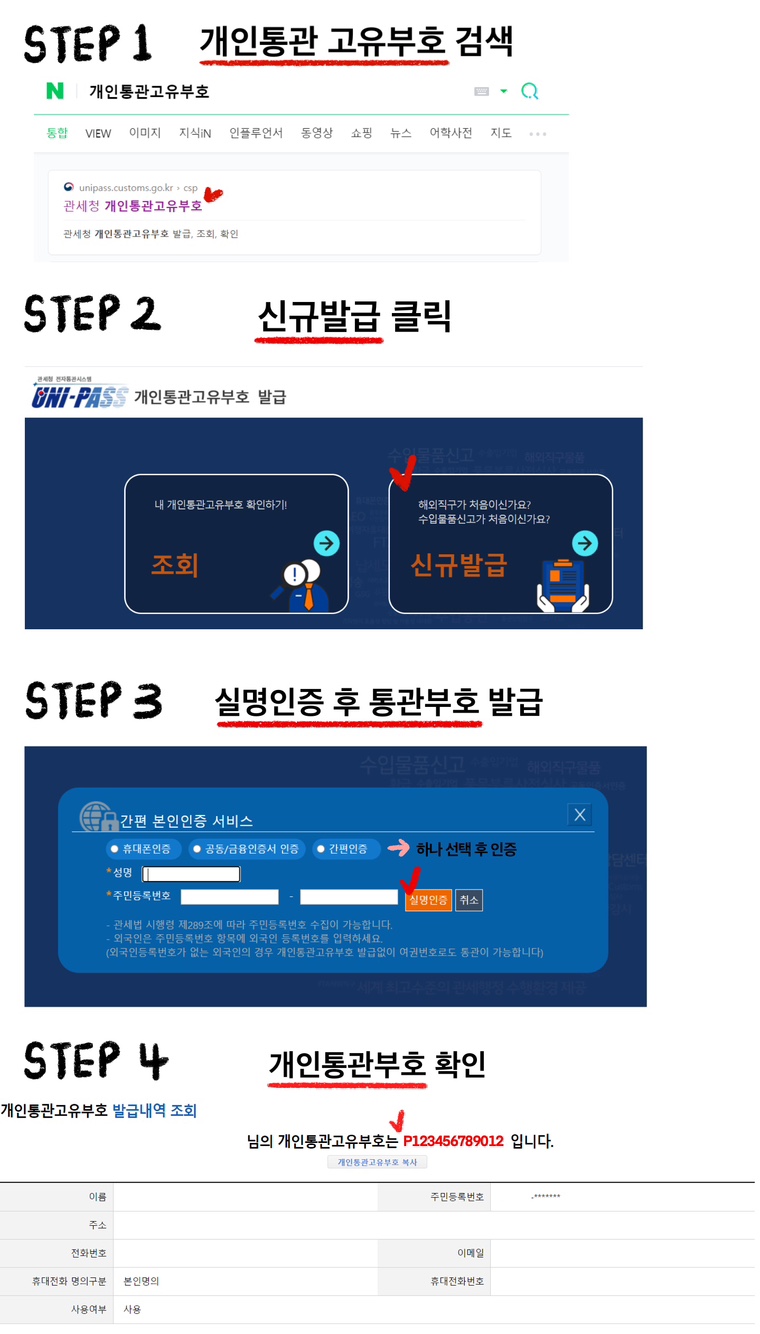 STEP 1 개인통관 고유부호 검색
N 개인통관고유부호
통합 VIEW 이미지 지식iN 인플루언서 동영상 쇼핑 뉴스 어학사전 지도
unipass.customs.go.kr › csp
관세청 개인통관고유부호
관세청 개인통관고유부호 발급, 조회, 확인
STEP 2 신규발급 클릭
관세청 전자통관시스템
UNI-PASS 개인통관고유부호 발급
수입물품신고 해외직구물품
내 개인통관고유부호 확인하기!
조회
해외직구가 처음이신가요?
수입물품신고가 처음이신가요?
신규발급
STEP 3 실명인증 후 통관부호 발급
수입물품신고 해외직구물품
간편 본인인증 서비스 X
휴대폰인증 공동/금융인증서 인증 간편인증 하나 선택 후 인증
*성명
*주민등록번호 - 실명인증 취소
- 관세법 시행령 제289조에 따라 주민등록번호 수집이 가능합니다.
- 외국인은 주민등록번호 항목에 외국인 등록번호를 입력하세요.
(외국인등록번호가 없는 외국인의 경우 개인통관고유부호 발급없이 여권번호로도 통관이 가능합니다)
세계 최고수준의 관세행정 수행환경 제공
STEP 4 개인통관부호 확인
개인통관고유부호 발급내역 조회
님의 개인통관고유부호는 P123456789012 입니다.
개인통관고유부호 복사
이름 주민등록번호 -*******
주소
전화번호 이메일
휴대전화 명의구분 본인명의 휴대전화번호
사용여부 사용